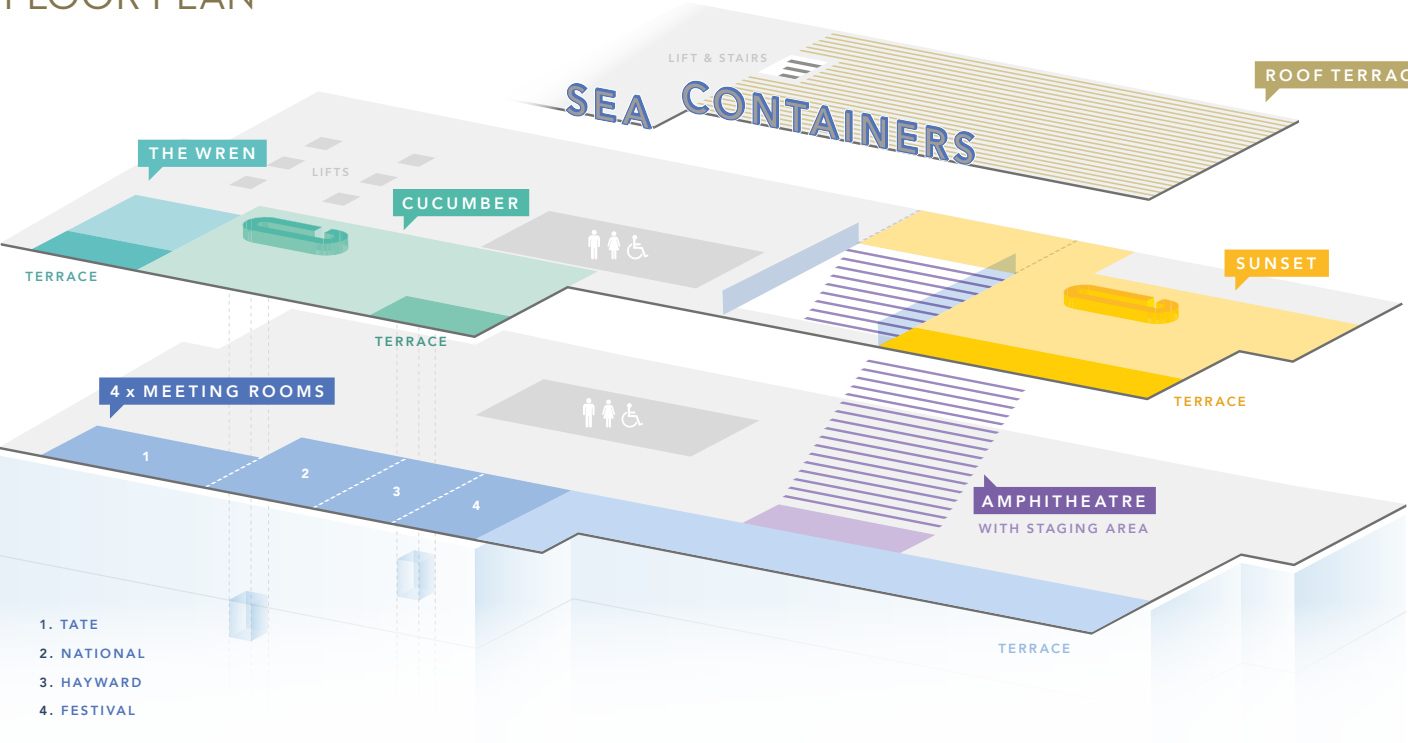 FLOOR PLAN
LIFT & STAIRS
ROOF TERRAC
SEA CONTAINERS
THE WREN
LIFTS
CUCUMBER
SUNSET
TERRACE
TERRACE
TERRACE
4 x MEETING ROOMS
1
2
3
4
AMPHITHEATRE
WITH STAGING AREA
TERRACE
1. TATE
2. NATIONAL
3. HAYWARD
4. FESTIVAL